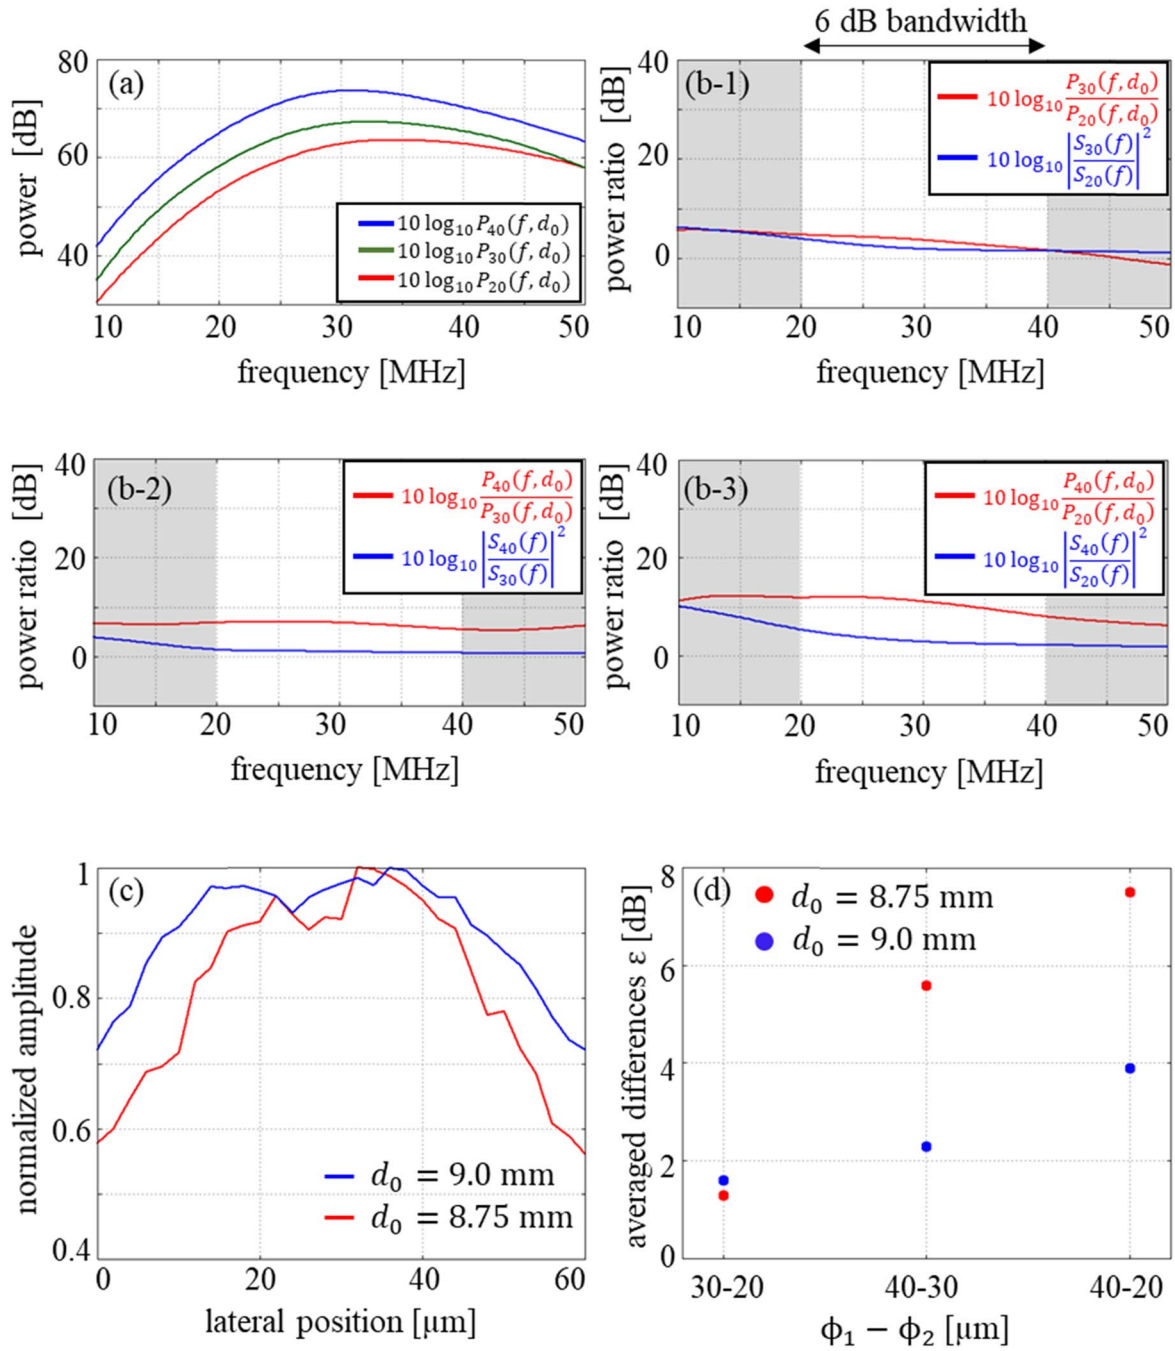 6 dB bandwidth
(a)
power [dB]
80
60
40
10 log₁₀ P₄₀(f, d₀)
10 log₁₀ P₃₀(f, d₀)
10 log₁₀ P₂₀(f, d₀)
10 20 30 40 50
frequency [MHz]
(b-1)
power ratio [dB]
40
20
0
10 log₁₀ P₃₀(f, d₀)/P₂₀(f, d₀)
10 log₁₀ |S₃₀(f)/S₂₀(f)|²
10 20 30 40 50
frequency [MHz]
(b-2)
power ratio [dB]
40
20
0
10 log₁₀ P₄₀(f, d₀)/P₃₀(f, d₀)
10 log₁₀ |S₄₀(f)/S₃₀(f)|²
10 20 30 40 50
frequency [MHz]
(b-3)
power ratio [dB]
40
20
0
10 log₁₀ P₄₀(f, d₀)/P₂₀(f, d₀)
10 log₁₀ |S₄₀(f)/S₂₀(f)|²
10 20 30 40 50
frequency [MHz]
(c)
normalized amplitude
1
0.8
0.6
0.4
d₀ = 9.0 mm
d₀ = 8.75 mm
0 20 40 60
lateral position [μm]
(d)
averaged differences ε [dB]
8
6
4
2
0
d₀ = 8.75 mm
d₀ = 9.0 mm
30-20 40-30 40-20
ϕ₁ − ϕ₂ [μm]